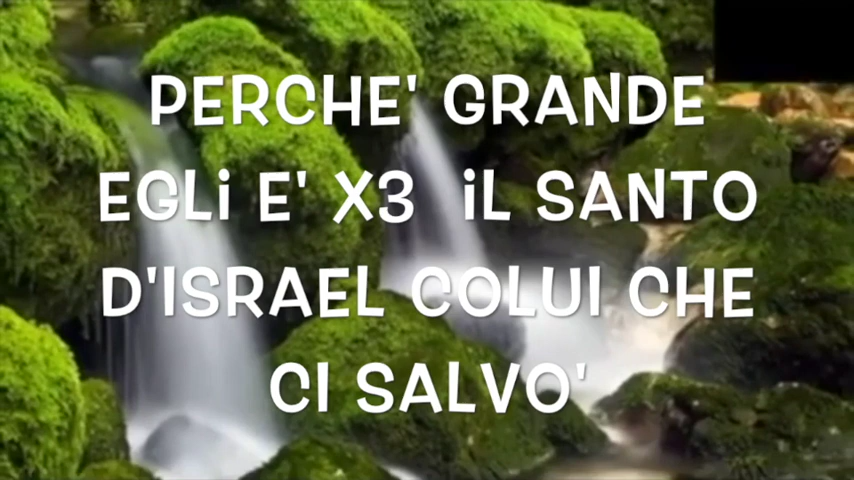 PERCHE' GRANDE
EGLi E' X3 iL SANTO
D'ISRAEL COLUI CHE
CI SALVO'